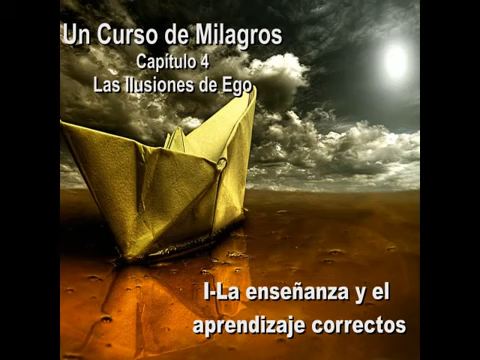 Un Curso de Milagros
Capítulo 4
Las Ilusiones de Ego
I-La enseñanza y el
aprendizaje correctos